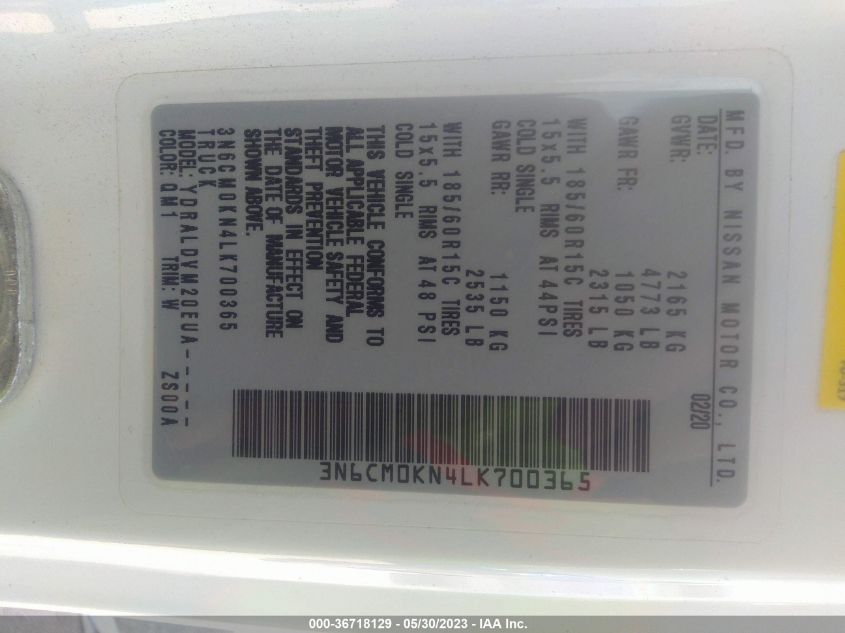 MFD. BY NISSAN MOTOR CO., LTD.
DATE: 02/20
GVWR: 2165 KG
4773 LB
GAWR FR: 1050 KG
2315 LB
WITH 185/60R15C TIRES
15x5.5 RIMS AT 44PSI
COLD SINGLE
GAWR RR: 1150 KG
2535 LB
WITH 185/60R15C TIRES
15x5.5 RIMS AT 48 PSI
COLD SINGLE
THIS VEHICLE CONFORMS TO
ALL APPLICABLE FEDERAL
MOTOR VEHICLE SAFETY AND
THEFT PREVENTION
STANDARDS IN EFFECT ON
THE DATE OF MANUFACTURE
SHOWN ABOVE.
3N6CM0KN4LK700365
TRUCK
MODEL: YDRALDVM20EUA-----
COLOR: QM1 TRIM: W ZS00A
3N6CM0KN4LK700365
000-36718129 - 05/30/2023 - IAA Inc.